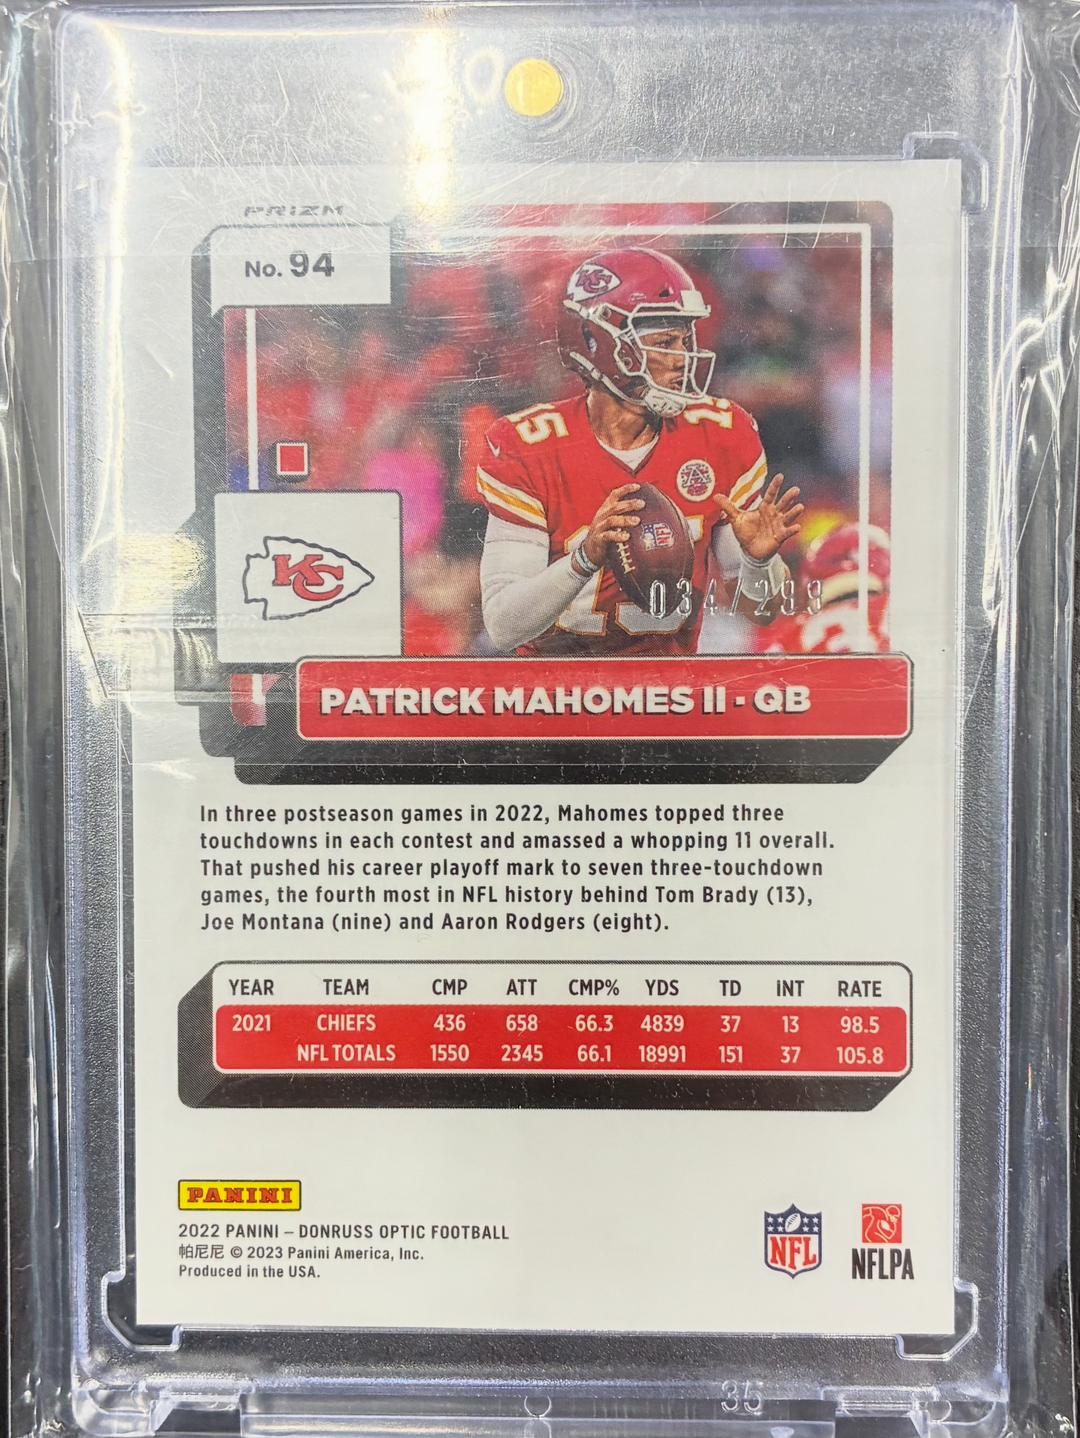 PRIZM
No. 94
KC
15
15
NFL
034/299
KC
PATRICK MAHOMES II · QB
In three postseason games in 2022, Mahomes topped three
touchdowns in each contest and amassed a whopping 11 overall.
That pushed his career playoff mark to seven three-touchdown
games, the fourth most in NFL history behind Tom Brady (13),
Joe Montana (nine) and Aaron Rodgers (eight).
YEAR TEAM CMP ATT CMP% YDS TD INT RATE
2021 CHIEFS 436 658 66.3 4839 37 13 98.5
NFL TOTALS 1550 2345 66.1 18991 151 37 105.8
PANINI
2022 PANINI – DONRUSS OPTIC FOOTBALL
帕尼尼 © 2023 Panini America, Inc.
Produced in the USA.
NFL
NFLPA
35